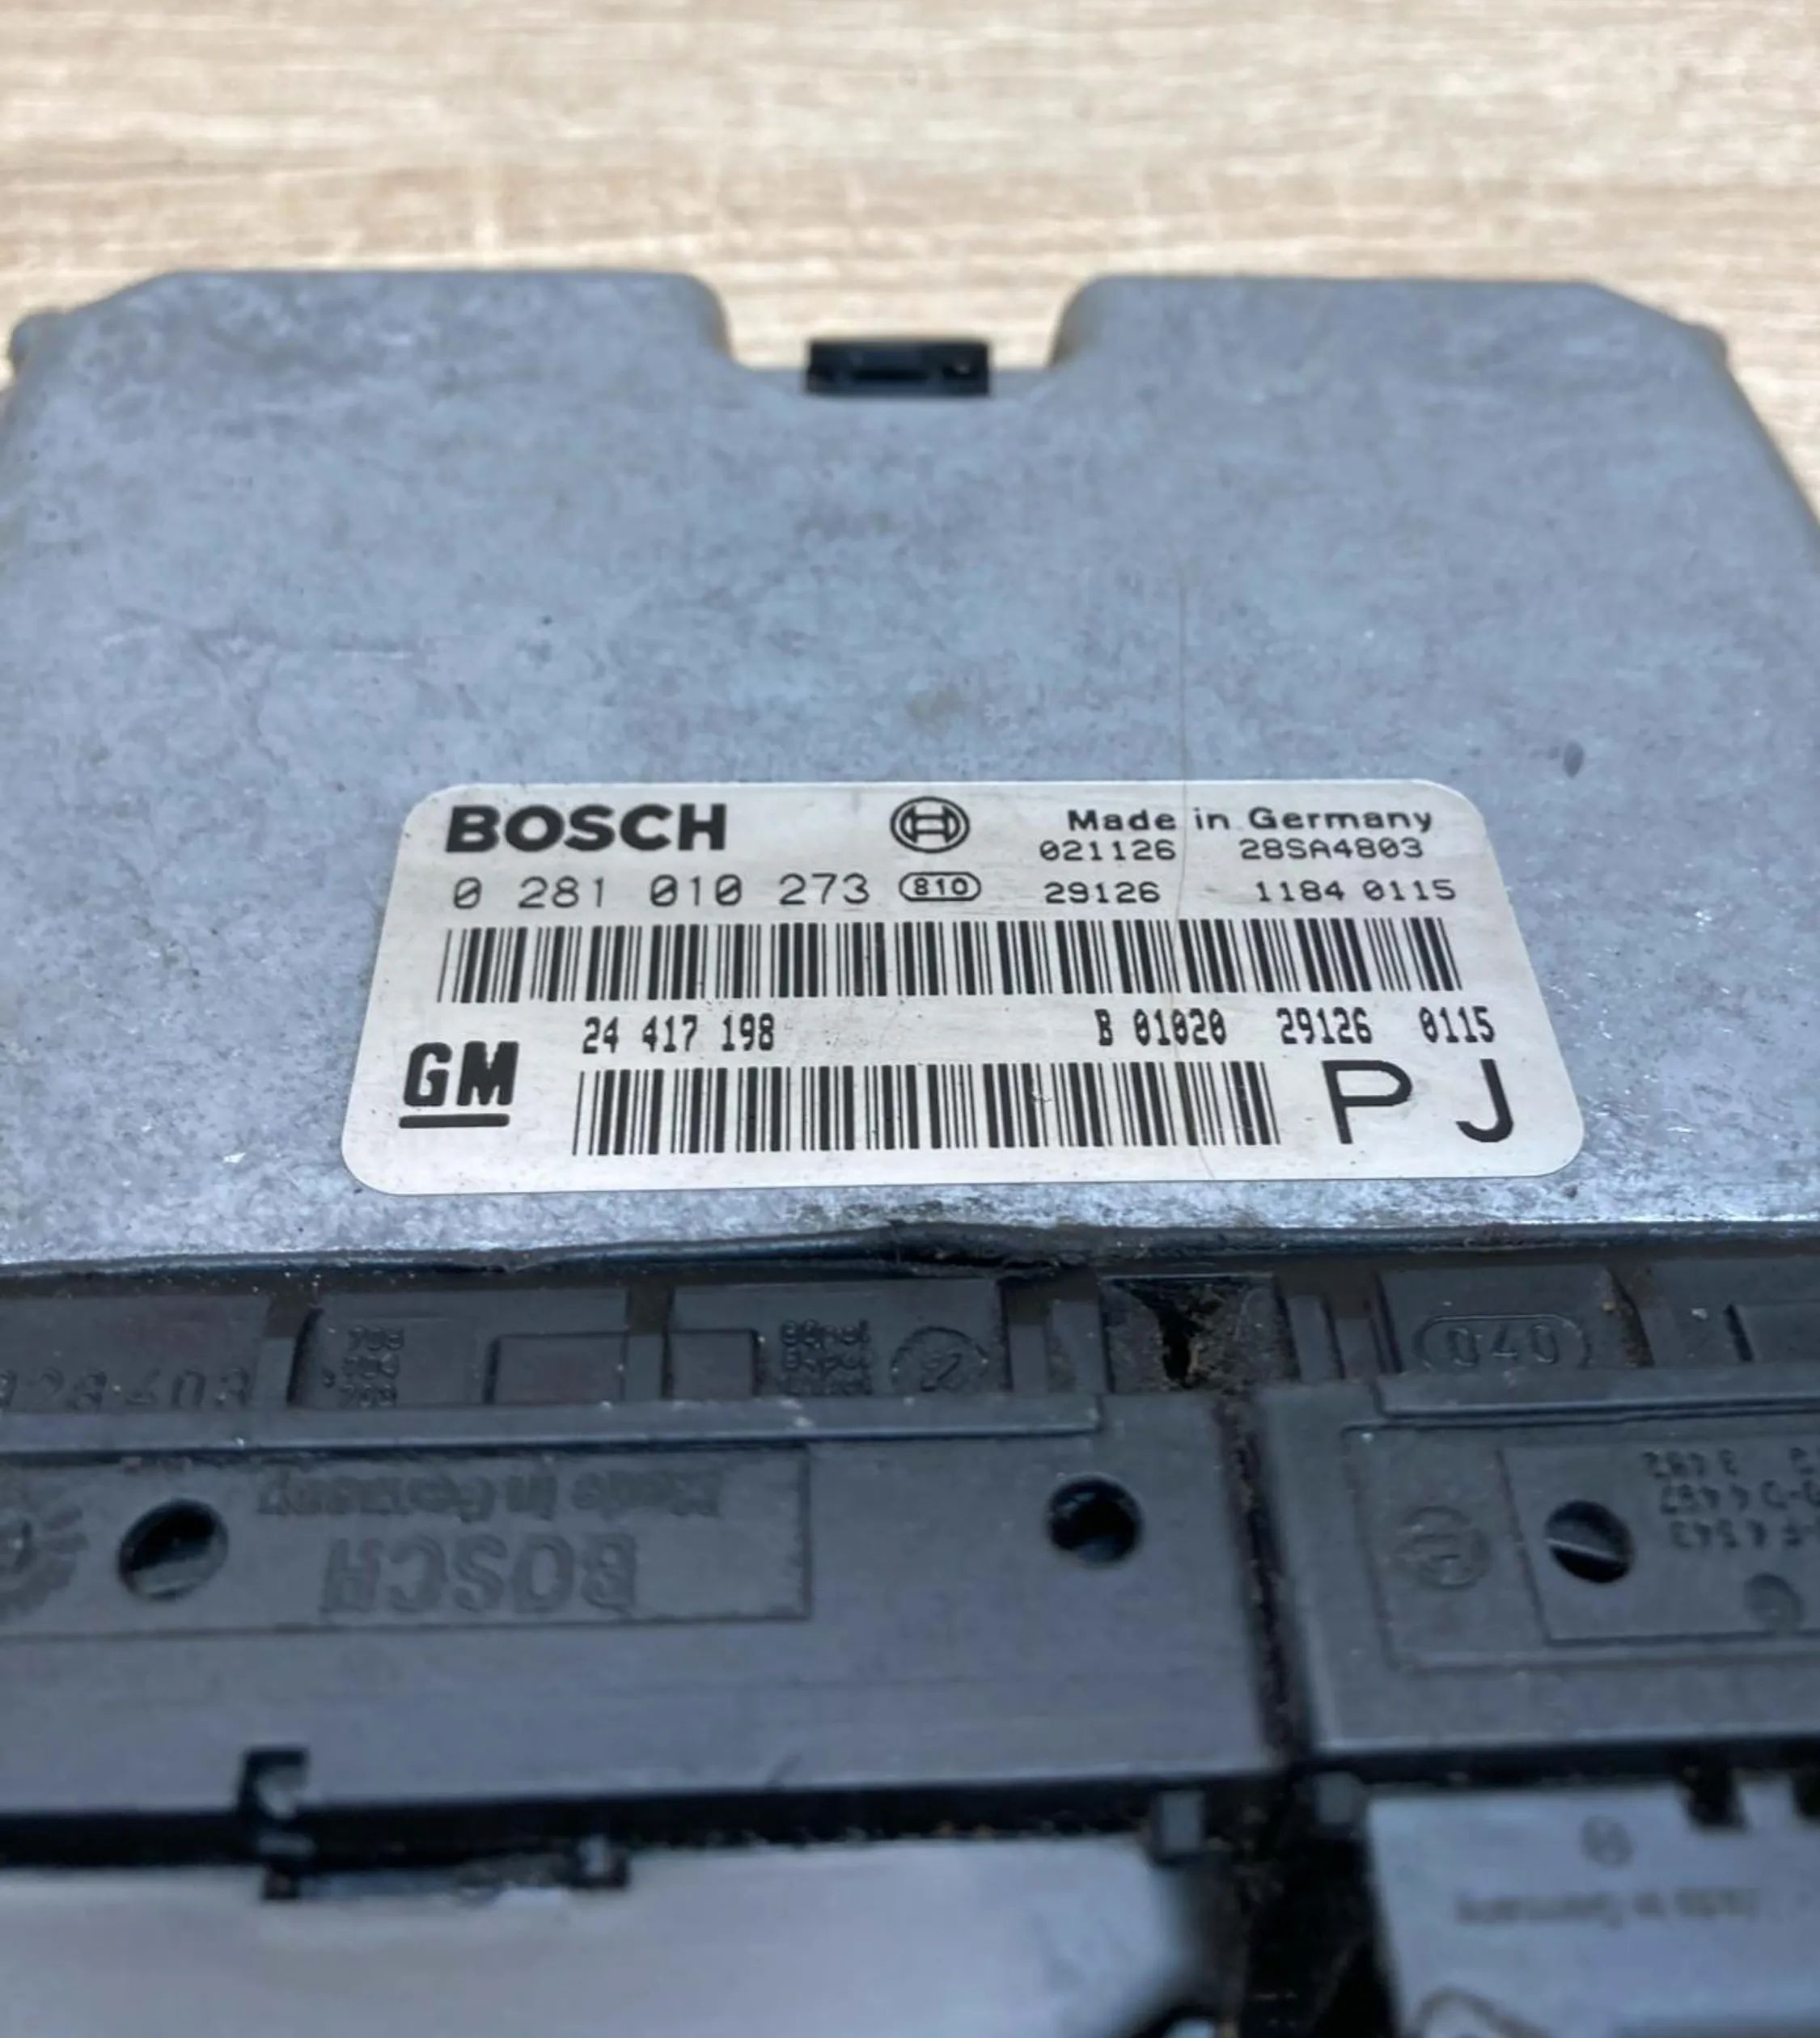 BOSCH
Made in Germany
021126 28SA4803
0 281 010 273 810 29126 1184 0115
24 417 198 B 01020 29126 0115
GM
PJ
040
Made in Germany
BOSCH